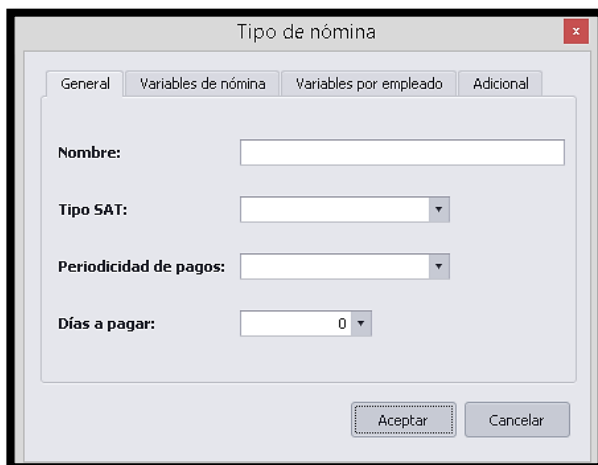 Tipo de nómina
x
General Variables de nómina Variables por empleado Adicional
Nombre:
Tipo SAT:
Periodicidad de pagos:
Días a pagar: 0
Aceptar Cancelar